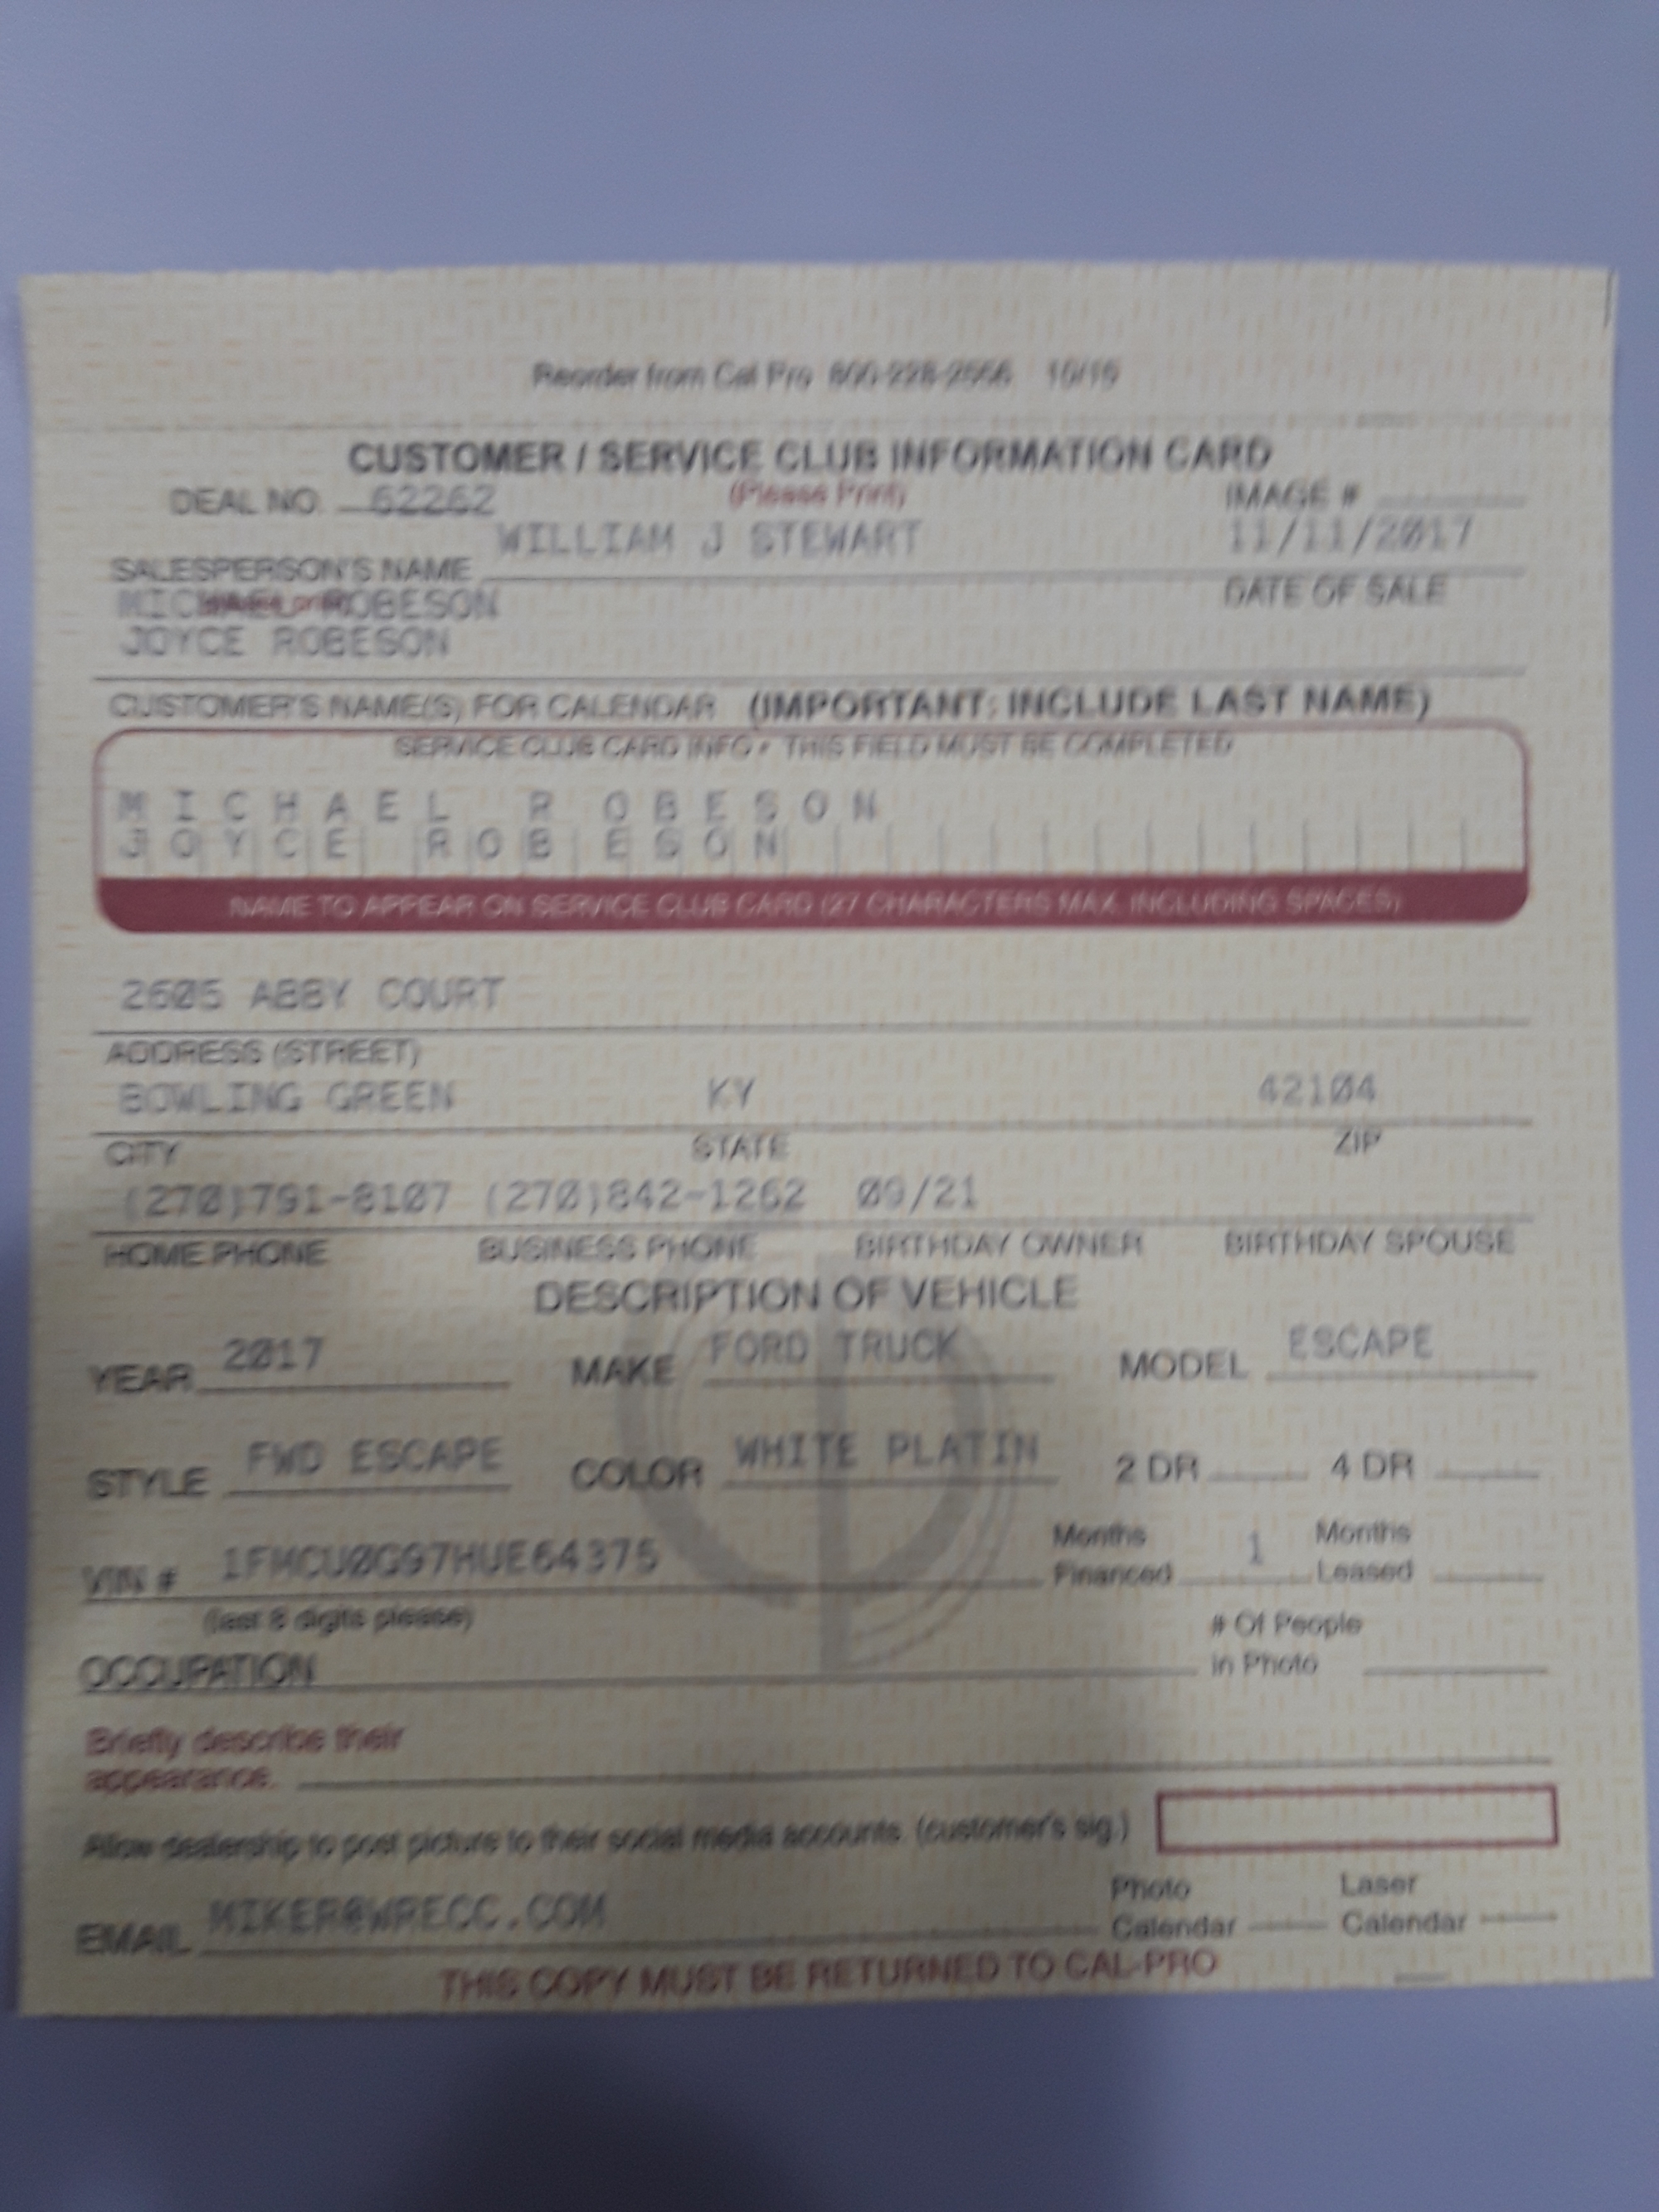 Reorder from Cal Pro 800-228-2556 10/15
CUSTOMER / SERVICE CLUB INFORMATION CARD
DEAL NO. 62262 (Please Print) IMAGE #
WILLIAM J STEWART 11/11/2017
SALESPERSON'S NAME DATE OF SALE
MICHAEL ROBESON
JOYCE ROBESON
CUSTOMER'S NAME(S) FOR CALENDAR (IMPORTANT: INCLUDE LAST NAME)
SERVICE CLUB CARD INFO • THIS FIELD MUST BE COMPLETED
MICHAEL ROBESON
JOYCE ROBESON
NAME TO APPEAR ON SERVICE CLUB CARD (27 CHARACTERS MAX. INCLUDING SPACES)
2605 ABBY COURT
ADDRESS (STREET)
BOWLING GREEN KY 42104
CITY STATE ZIP
(270)791-8107 (270)842-1262 09/21
HOME PHONE BUSINESS PHONE BIRTHDAY OWNER BIRTHDAY SPOUSE
DESCRIPTION OF VEHICLE
YEAR 2017 MAKE FORD TRUCK MODEL ESCAPE
STYLE FWD ESCAPE COLOR WHITE PLATIN 2 DR 4 DR
VIN # 1FMCU0G97HUE64375 Months Financed 1 Months Leased
(last 8 digits please)
OCCUPATION # Of People in Photo
Briefly describe their
appearance.
Allow dealership to post picture to their social media accounts. (customer's sig.)
EMAIL MIKER@WRECC.COM Photo Calendar Laser Calendar
THIS COPY MUST BE RETURNED TO CAL-PRO